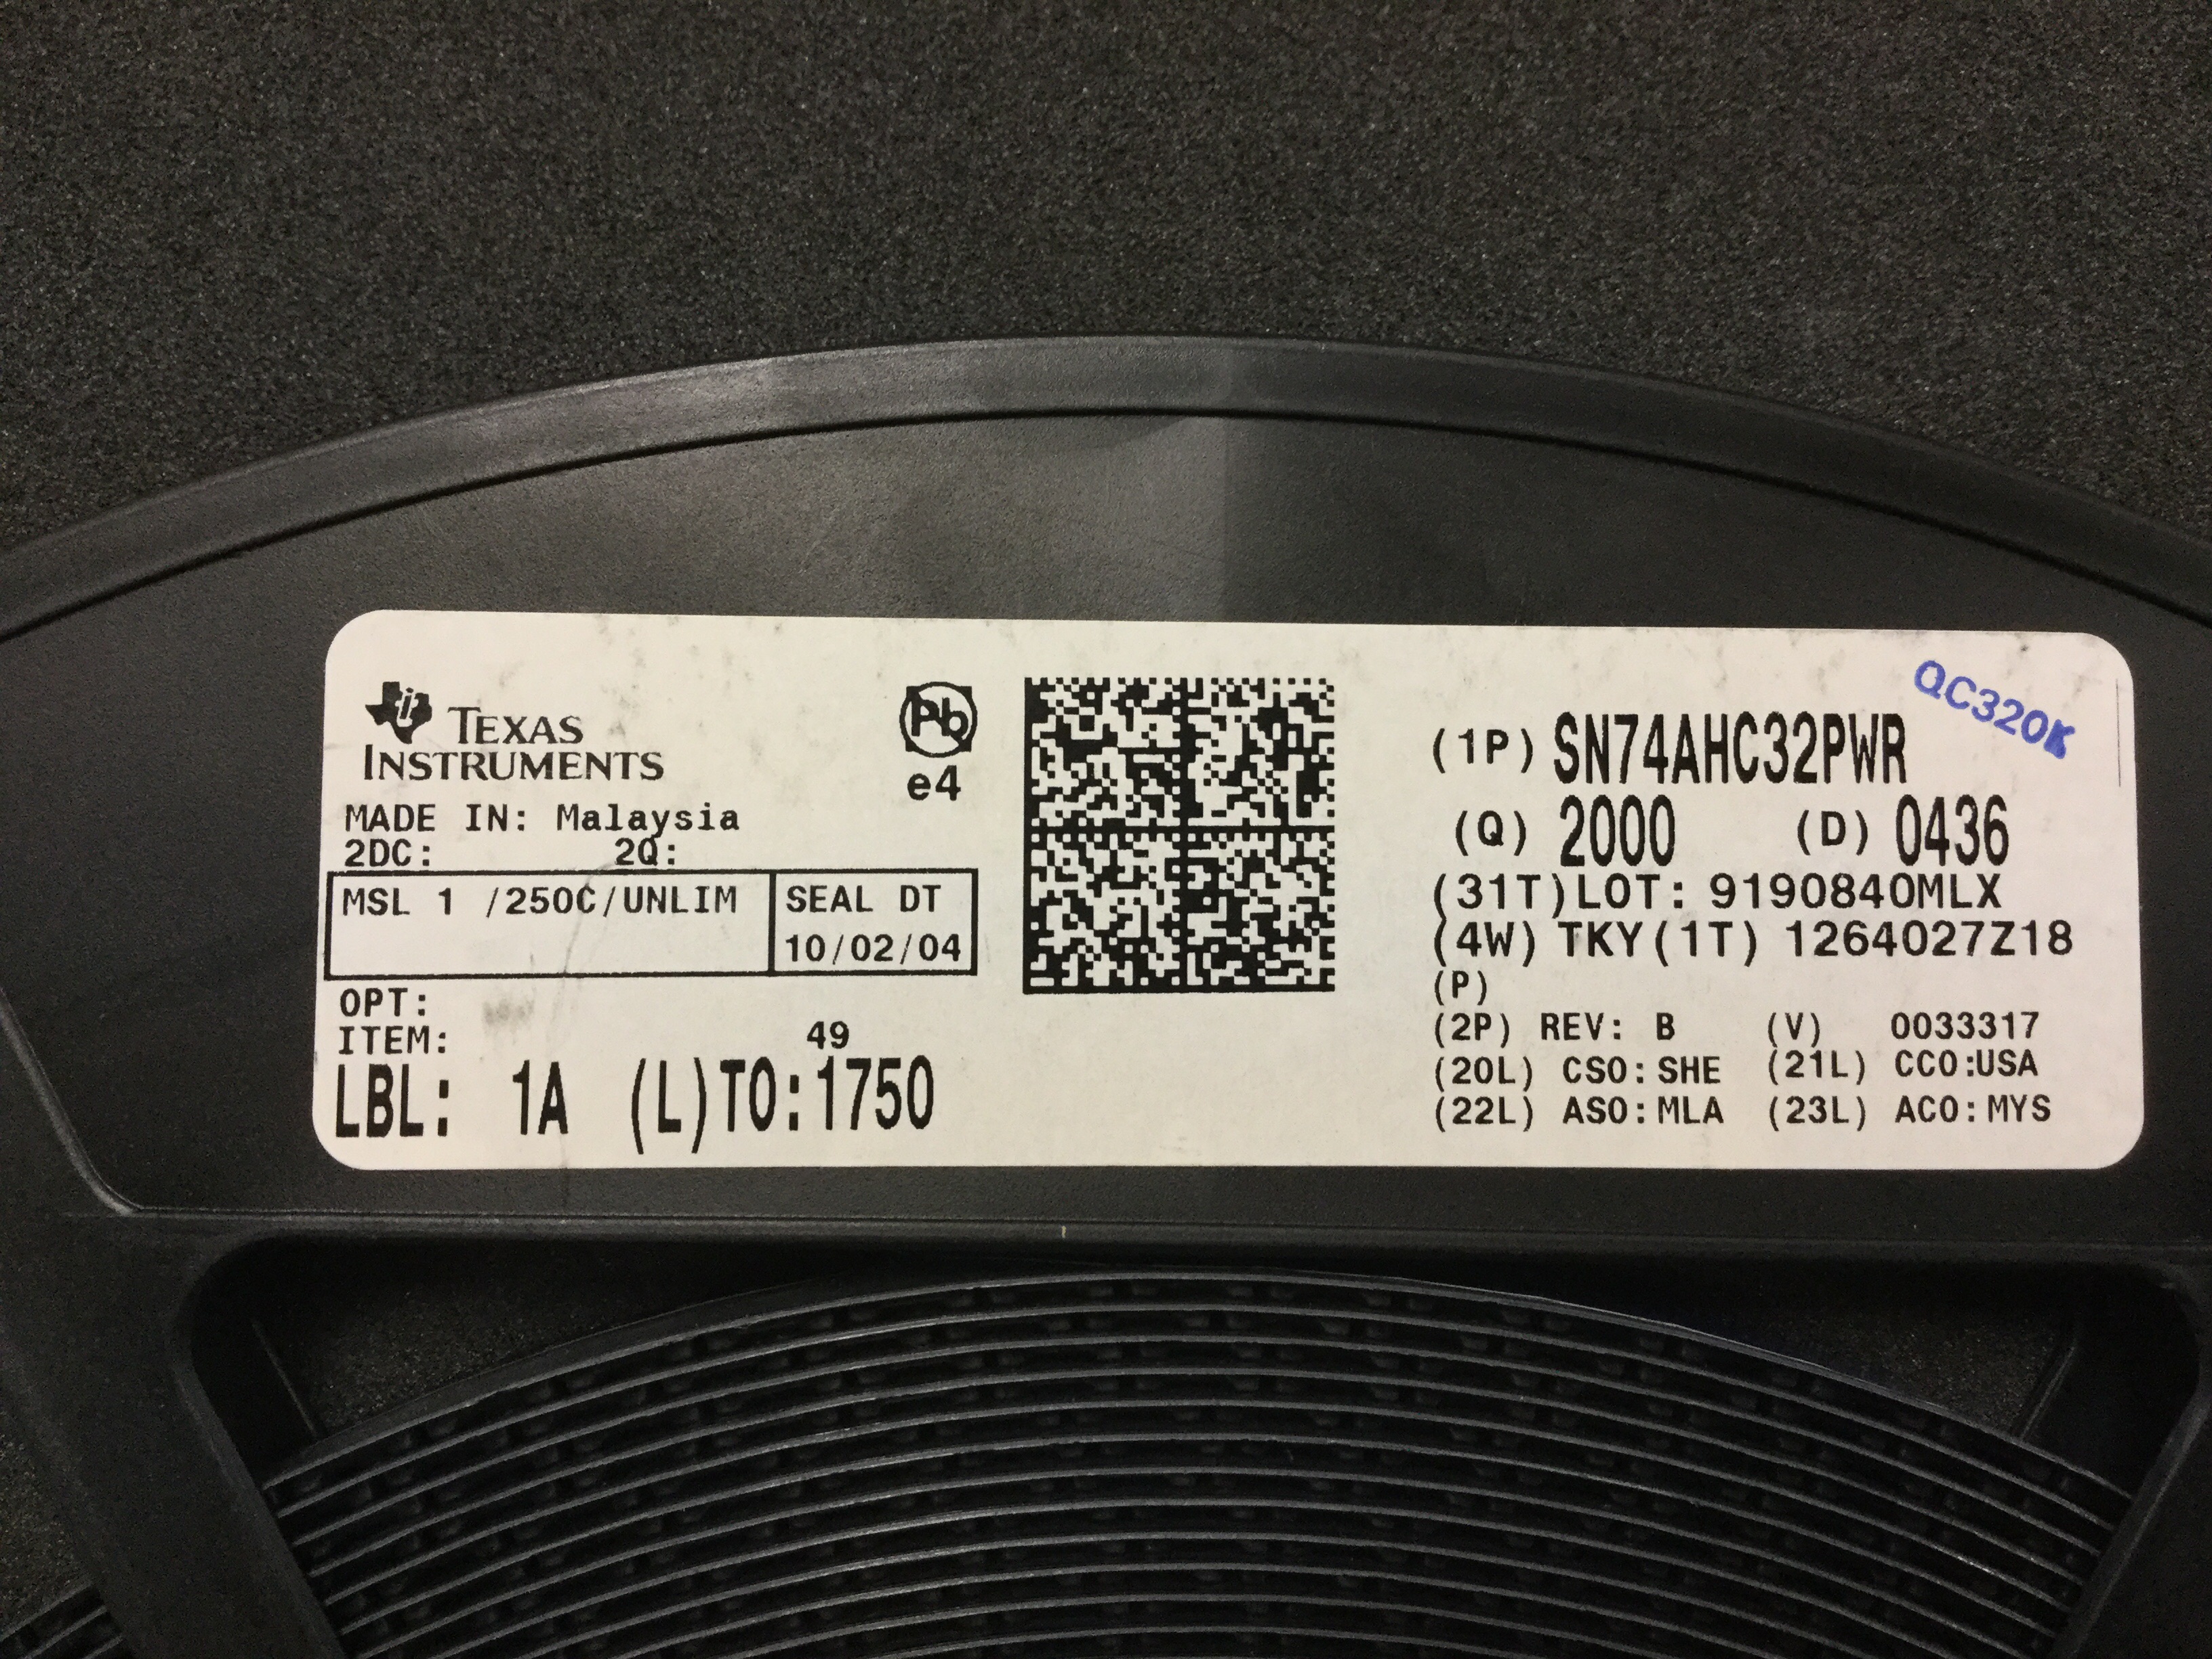 TEXAS
INSTRUMENTS
Pb
e4
MADE IN: Malaysia
2DC: 2Q:
MSL 1 /250C/UNLIM
SEAL DT
10/02/04
OPT:
ITEM: 49
LBL: 1A (L)TO:1750
QC320K
(1P) SN74AHC32PWR
(Q) 2000 (D) 0436
(31T)LOT: 9190840MLX
(4W) TKY(1T) 1264027Z18
(P)
(2P) REV: B (V) 0033317
(20L) CSO:SHE (21L) CCO:USA
(22L) ASO:MLA (23L) ACO:MYS